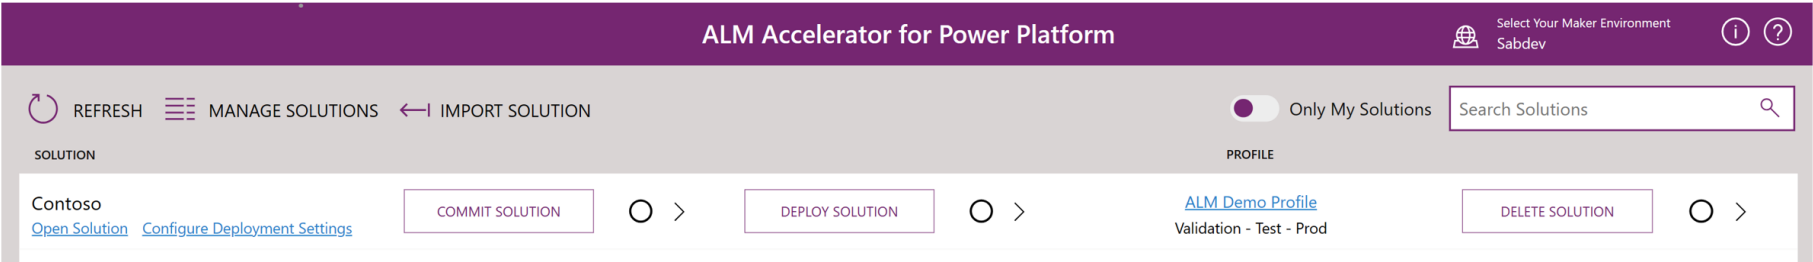 ALM Accelerator for Power Platform
Select Your Maker Environment
Sabdev
REFRESH
MANAGE SOLUTIONS
IMPORT SOLUTION
Only My Solutions
Search Solutions
SOLUTION
PROFILE
Contoso
Open Solution
Configure Deployment Settings
COMMIT SOLUTION
DEPLOY SOLUTION
ALM Demo Profile
Validation - Test - Prod
DELETE SOLUTION